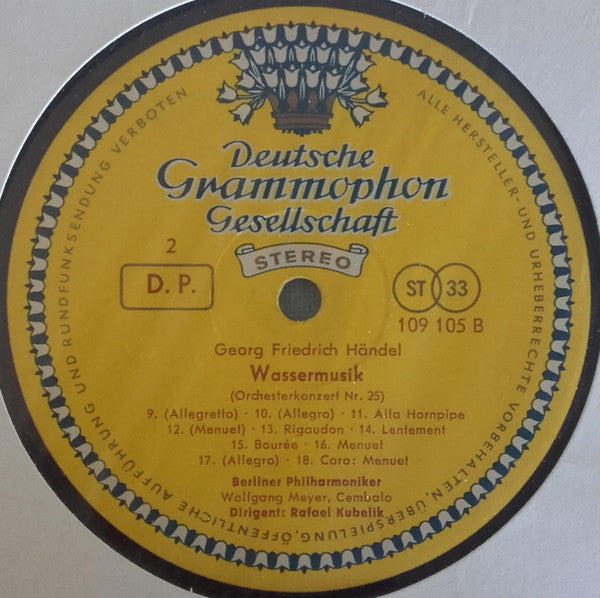 Deutsche
Grammophon
Gesellschaft
STEREO
2
D. P.
ST 33
109 105 B
Georg Friedrich Händel
Wassermusik
(Orchesterkonzert Nr. 25)
9. (Allegretto) · 10. (Allegro) · 11. Alla Hornpipe
12. (Menuet) · 13. Rigaudon · 14. Lentement
15. Bourée · 16. Menuet
17. (Allegro) · 18. Coro: Menuet
Berliner Philharmoniker
Wolfgang Meyer, Cembalo
Dirigent: Rafael Kubelik
ALLE HERSTELLER- UND URHEBERRECHTE VORBEHALTEN, ÜBERSPIELUNG, ÖFFENTLICHE AUFFÜHRUNG UND RUNDFUNKSENDUNG VERBOTEN